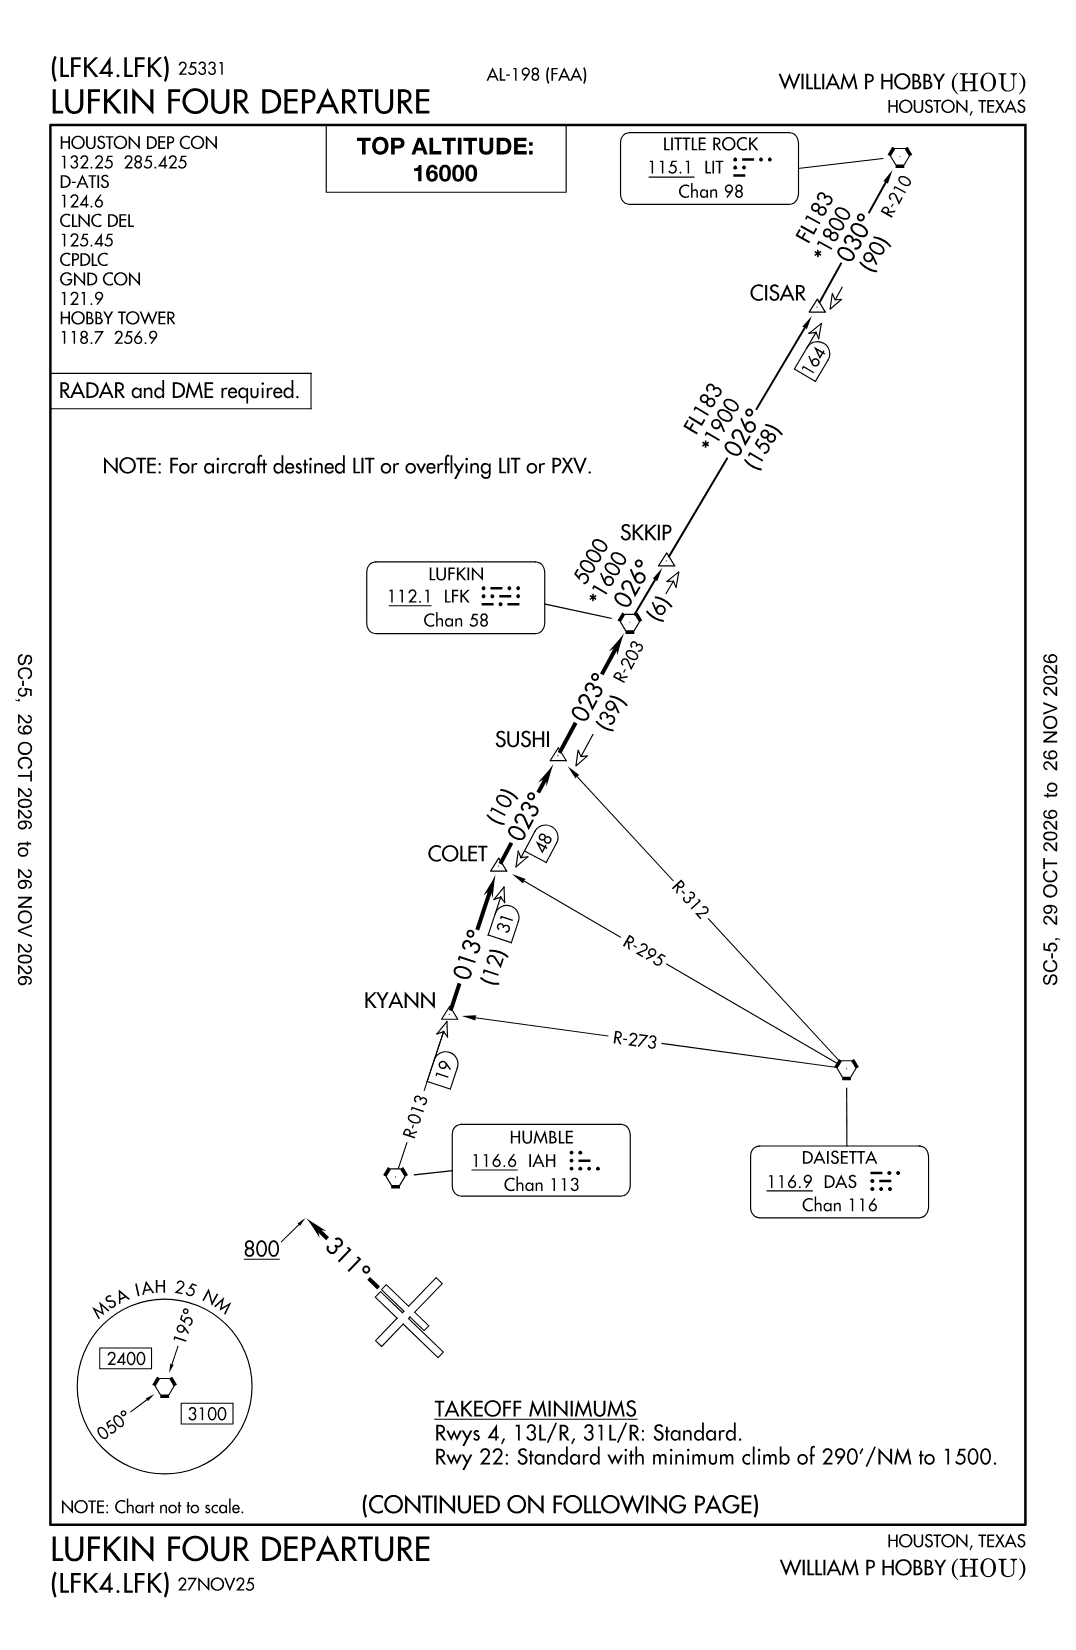 (LFK4.LFK) 25331
LUFKIN FOUR DEPARTURE
AL-198 (FAA)
WILLIAM P HOBBY (HOU)
HOUSTON, TEXAS
HOUSTON DEP CON
132.25 285.425
D-ATIS
124.6
CLNC DEL
125.45
CPDLC
GND CON
121.9
HOBBY TOWER
118.7 256.9
TOP ALTITUDE:
16000
RADAR and DME required.
NOTE: For aircraft destined LIT or overflying LIT or PXV.
LITTLE ROCK
115.1 LIT
Chan 98
R-210
FL183
*1800
030°
(90)
CISAR
164
FL183
*1900
026°
(158)
SKKIP
5000
*1600
026°
(6)
LUFKIN
112.1 LFK
Chan 58
R-203
023°
(39)
SUSHI
(10)
023°
48
COLET
R-312
31
R-295
013°
(12)
KYANN
R-273
19
R-013
HUMBLE
116.6 IAH
Chan 113
DAISETTA
116.9 DAS
Chan 116
800
311°
MSA IAH 25 NM
195°
2400
050°
3100
TAKEOFF MINIMUMS
Rwys 4, 13L/R, 31L/R: Standard.
Rwy 22: Standard with minimum climb of 290'/NM to 1500.
NOTE: Chart not to scale.
(CONTINUED ON FOLLOWING PAGE)
SC-5, 29 OCT 2026 to 26 NOV 2026
SC-5, 29 OCT 2026 to 26 NOV 2026
LUFKIN FOUR DEPARTURE
(LFK4.LFK) 27NOV25
HOUSTON, TEXAS
WILLIAM P HOBBY (HOU)